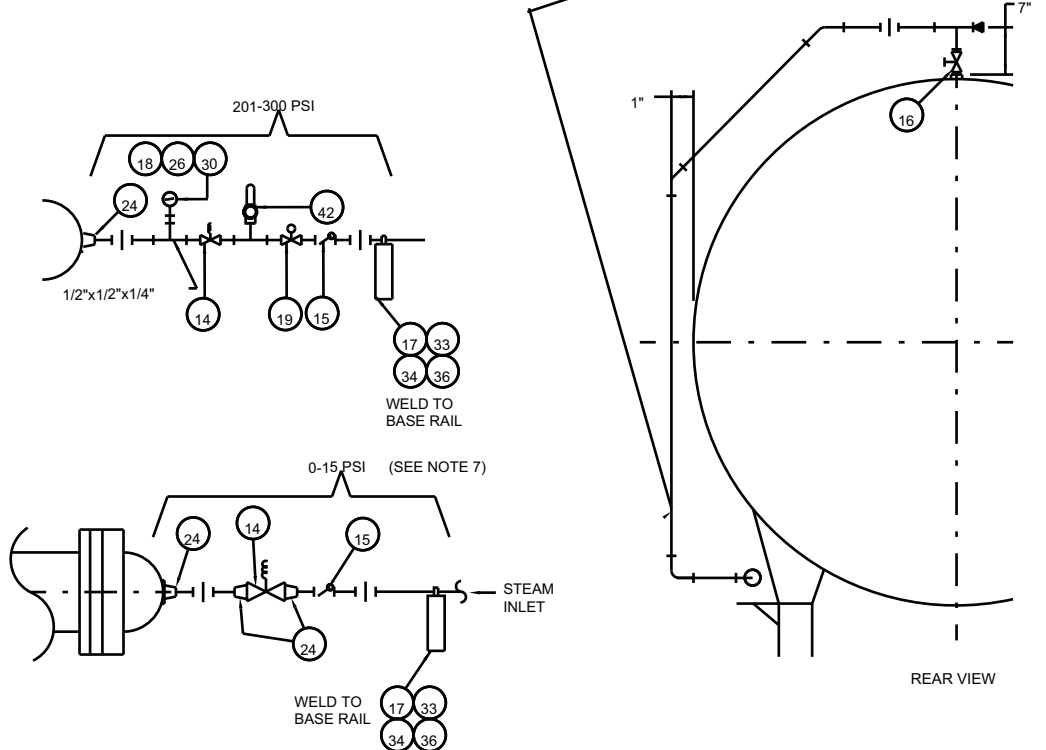 201-300 PSI
18 26 30
24
42
1/2"x1/2"x1/4"
14
19
15
17 33
34 36
WELD TO
BASE RAIL
0-15 PSI (SEE NOTE 7)
24
14
15
STEAM
INLET
24
WELD TO
BASE RAIL
17 33
34 36
7"
1"
16
REAR VIEW